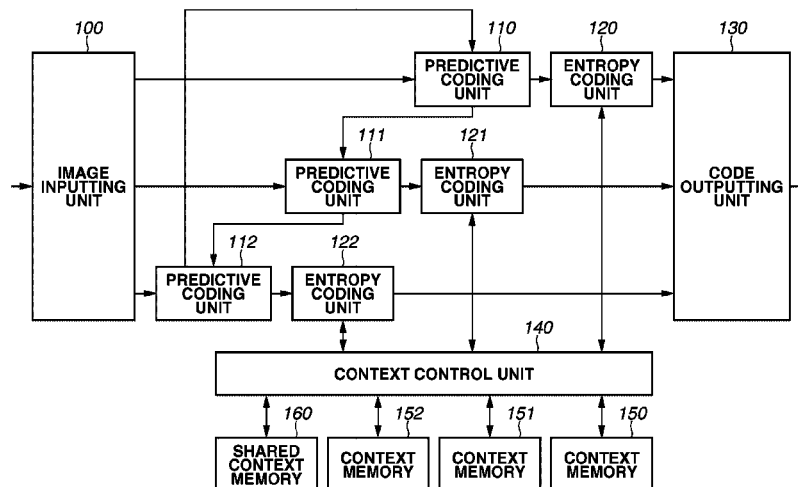 100
110
120
130
PREDICTIVE
CODING
UNIT
ENTROPY
CODING
UNIT
111
121
IMAGE
INPUTTING
UNIT
PREDICTIVE
CODING
UNIT
ENTROPY
CODING
UNIT
CODE
OUTPUTTING
UNIT
112
122
PREDICTIVE
CODING
UNIT
ENTROPY
CODING
UNIT
140
CONTEXT CONTROL UNIT
160
152
151
150
SHARED
CONTEXT
MEMORY
CONTEXT
MEMORY
CONTEXT
MEMORY
CONTEXT
MEMORY